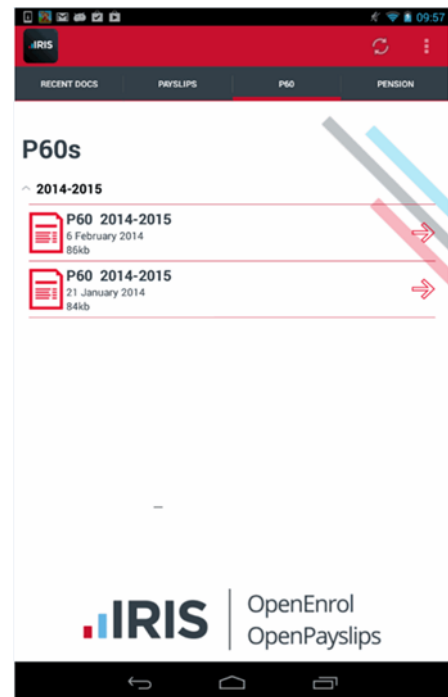 09:57
IRIS
RECENT DOCS PAYSLIPS P60 PENSION
P60s
2014-2015
P60 2014-2015
6 February 2014
86kb
P60 2014-2015
21 January 2014
84kb
IRIS
OpenEnrol
OpenPayslips